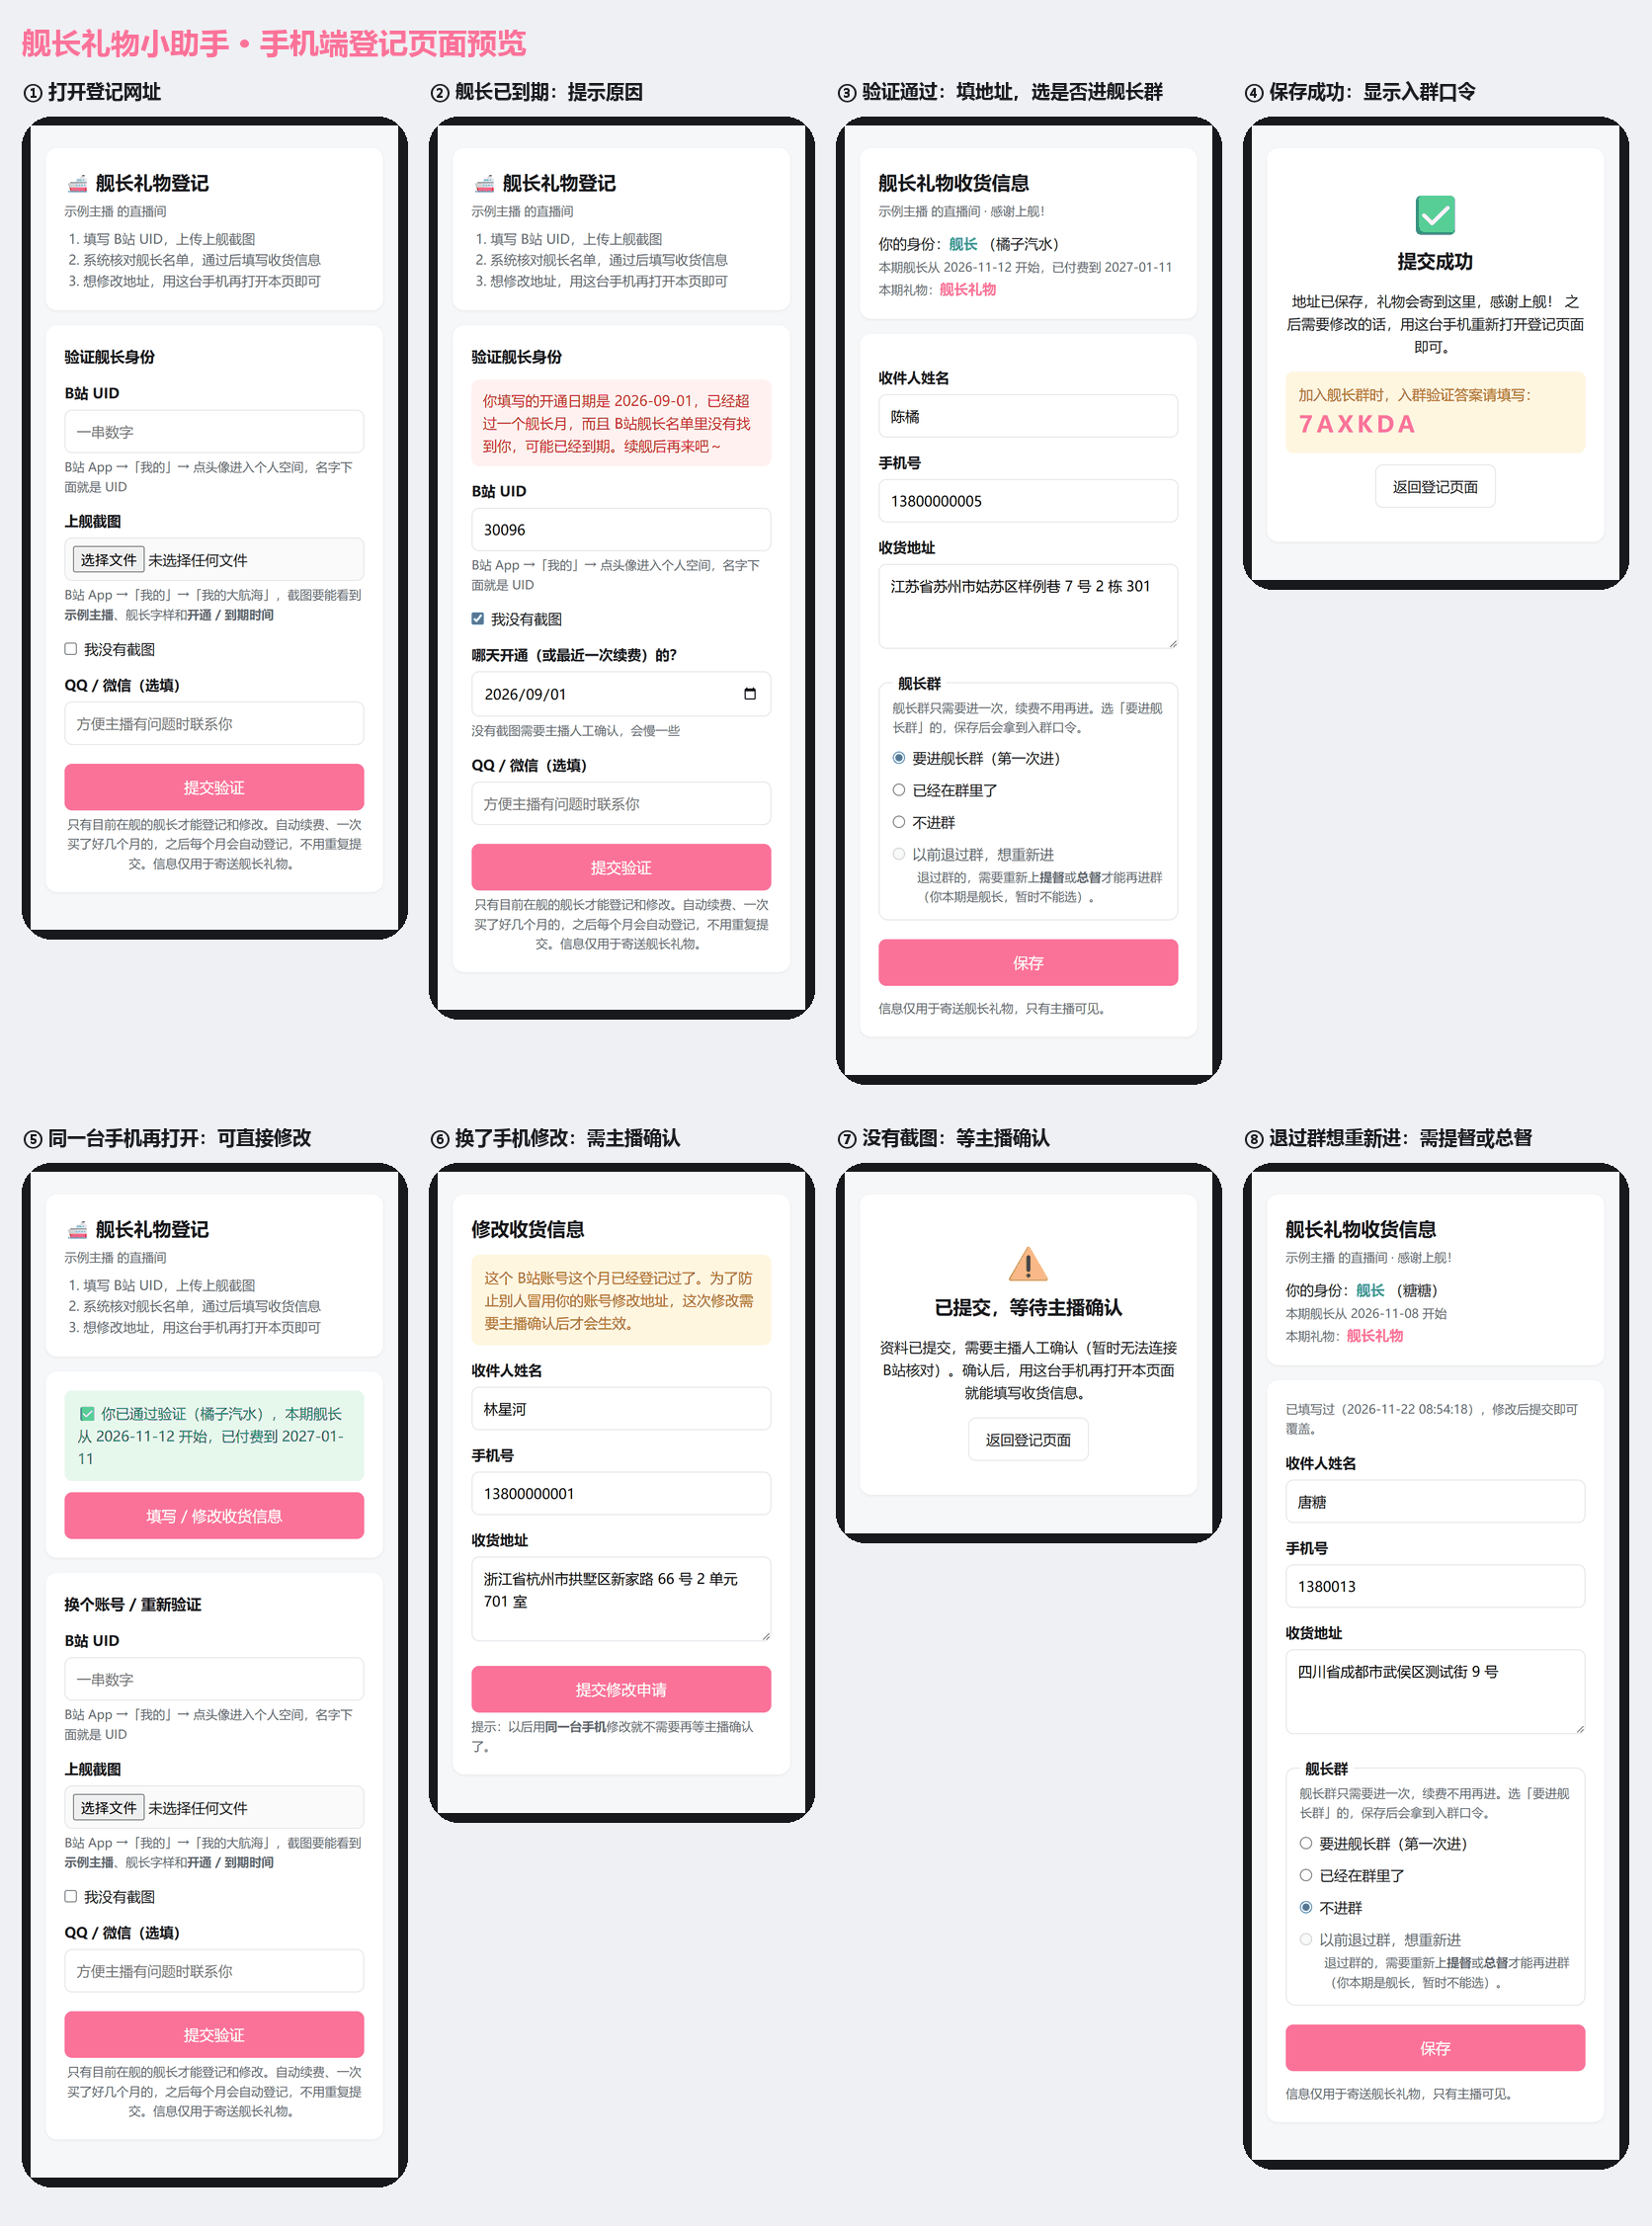 舰长礼物小助手 · 手机端登记页面预览
① 打开登记网址
舰长礼物登记
示例主播 的直播间
1. 填写 B站 UID，上传上舰截图
2. 系统核对舰长名单，通过后填写收货信息
3. 想修改地址，用这台手机再打开本页即可
验证舰长身份
B站 UID
一串数字
B站 App →「我的」→ 点头像进入个人空间，名字下
面就是 UID
上舰截图
选择文件 未选择任何文件
B站 App →「我的」→「我的大航海」，截图要能看到
示例主播、舰长字样和开通 / 到期时间
我没有截图
QQ / 微信（选填）
方便主播有问题时联系你
提交验证
只有目前在舰的舰长才能登记和修改。自动续费、一次
买了好几个月的，之后每个月会自动登记，不用重复提
交。信息仅用于寄送舰长礼物。
② 舰长已到期：提示原因
舰长礼物登记
示例主播 的直播间
1. 填写 B站 UID，上传上舰截图
2. 系统核对舰长名单，通过后填写收货信息
3. 想修改地址，用这台手机再打开本页即可
验证舰长身份
你填写的开通日期是 2026-09-01，已经超
过一个舰长月，而且 B站舰长名单里没有找
到你，可能已经到期。续舰后再来吧～
B站 UID
30096
B站 App →「我的」→ 点头像进入个人空间，名字下
面就是 UID
我没有截图
哪天开通（或最近一次续费）的？
2026/09/01
没有截图需要主播人工确认，会慢一些
QQ / 微信（选填）
方便主播有问题时联系你
提交验证
只有目前在舰的舰长才能登记和修改。自动续费、一次
买了好几个月的，之后每个月会自动登记，不用重复提
交。信息仅用于寄送舰长礼物。
③ 验证通过：填地址，选是否进舰长群
舰长礼物收货信息
示例主播 的直播间 · 感谢上舰！
你的身份：舰长 （橘子汽水）
本期舰长从 2026-11-12 开始，已付费到 2027-01-11
本期礼物：舰长礼物
收件人姓名
陈橘
手机号
13800000005
收货地址
江苏省苏州市姑苏区样例巷 7 号 2 栋 301
舰长群
舰长群只需要进一次，续费不用再进。选「要进舰
长群」的，保存后会拿到入群口令。
要进舰长群（第一次进）
已经在群里了
不进群
以前退过群，想重新进
退过群的，需要重新上提督或总督才能再进群
（你本期是舰长，暂时不能选）。
保存
信息仅用于寄送舰长礼物，只有主播可见。
④ 保存成功：显示入群口令
提交成功
地址已保存，礼物会寄到这里，感谢上舰！ 之
后需要修改的话，用这台手机重新打开登记页面
即可。
加入舰长群时，入群验证答案请填写：
7AXKDA
返回登记页面
⑤ 同一台手机再打开：可直接修改
舰长礼物登记
示例主播 的直播间
1. 填写 B站 UID，上传上舰截图
2. 系统核对舰长名单，通过后填写收货信息
3. 想修改地址，用这台手机再打开本页即可
你已通过验证（橘子汽水），本期舰长
从 2026-11-12 开始，已付费到 2027-01-
11
填写 / 修改收货信息
换个账号 / 重新验证
B站 UID
一串数字
B站 App →「我的」→ 点头像进入个人空间，名字下
面就是 UID
上舰截图
选择文件 未选择任何文件
B站 App →「我的」→「我的大航海」，截图要能看到
示例主播、舰长字样和开通 / 到期时间
我没有截图
QQ / 微信（选填）
方便主播有问题时联系你
提交验证
只有目前在舰的舰长才能登记和修改。自动续费、一次
买了好几个月的，之后每个月会自动登记，不用重复提
交。信息仅用于寄送舰长礼物。
⑥ 换了手机修改：需主播确认
修改收货信息
这个 B站账号这个月已经登记过了。为了防
止别人冒用你的账号修改地址，这次修改需
要主播确认后才会生效。
收件人姓名
林星河
手机号
13800000001
收货地址
浙江省杭州市拱墅区新家路 66 号 2 单元
701 室
提交修改申请
提示：以后用同一台手机修改就不需要再等主播确认
了。
⑦ 没有截图：等主播确认
已提交，等待主播确认
资料已提交，需要主播人工确认（暂时无法连接
B站核对）。确认后，用这台手机再打开本页面
就能填写收货信息。
返回登记页面
⑧ 退过群想重新进：需提督或总督
舰长礼物收货信息
示例主播 的直播间 · 感谢上舰！
你的身份：舰长 （糖糖）
本期舰长从 2026-11-08 开始
本期礼物：舰长礼物
已填写过（2026-11-22 08:54:18），修改后提交即可
覆盖。
收件人姓名
唐糖
手机号
1380013
收货地址
四川省成都市武侯区测试街 9 号
舰长群
舰长群只需要进一次，续费不用再进。选「要进舰
长群」的，保存后会拿到入群口令。
要进舰长群（第一次进）
已经在群里了
不进群
以前退过群，想重新进
退过群的，需要重新上提督或总督才能再进群
（你本期是舰长，暂时不能选）。
保存
信息仅用于寄送舰长礼物，只有主播可见。